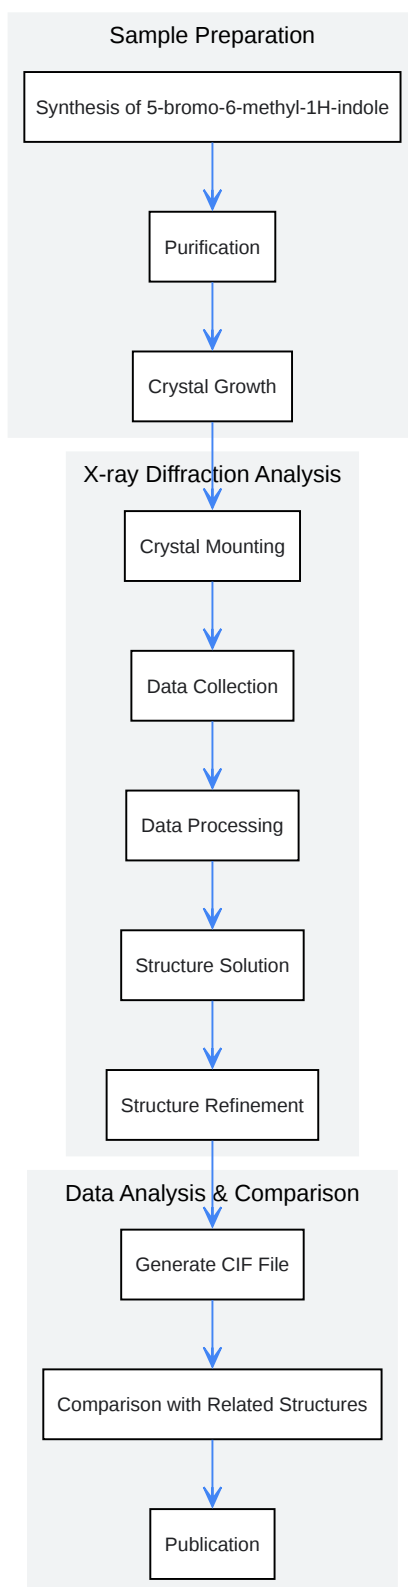 Sample Preparation
Synthesis of 5-bromo-6-methyl-1H-indole
Purification
Crystal Growth
X-ray Diffraction Analysis
Crystal Mounting
Data Collection
Data Processing
Structure Solution
Structure Refinement
Data Analysis & Comparison
Generate CIF File
Comparison with Related Structures
Publication